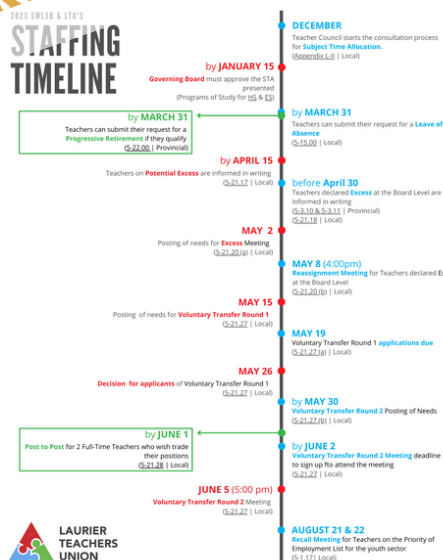 2023 SWLSB & LTU'S
STAFFING
TIMELINE
DECEMBER
Teacher Council starts the consultation process
for Subject Time Allocation.
(Appendix L-II | Local)
by JANUARY 15
Governing Board must approve the STA
presented
(Programs of Study for HS & ES)
by MARCH 31
Teachers can submit their request for a
Progressive Retirement if they qualify
(5-22.00 | Provincial)
by MARCH 31
Teachers can submit their request for a Leave of
Absence
(5-15.00 | Local)
by APRIL 15
Teachers on Potential Excess are informed in writing
(5-21.17 | Local)
before April 30
Teachers declared Excess at the Board Level are
informed in writing
(5-3.10 & 5-3.11 | Provincial)
(5-21.18 | Local)
MAY 2
Posting of needs for Excess Meeting
(5-21.20 (a) | Local)
MAY 8 (4:00pm)
Reassignment Meeting for Teachers declared E
at the Board Level
(5-21.20 (b) | Local)
MAY 15
Posting of needs for Voluntary Transfer Round 1
(5-21.27 | Local)
MAY 19
Voluntary Transfer Round 1 applications due
(5-21.27 (a) | Local)
MAY 26
Decision for applicants of Voluntary Transfer Round 1
(5-21.27 | Local)
by MAY 30
Voluntary Transfer Round 2 Posting of Needs
(5-21.27 (b) | Local)
by JUNE 1
Post to Post for 2 Full-Time Teachers who wish trade
their positions
(5-21.28 | Local)
by JUNE 2
Voluntary Transfer Round 2 Meeting deadline
to sign up fto attend the meeting
(5-21.27 | Local)
JUNE 5 (5:00 pm)
Voluntary Transfer Round 2 Meeting
(5-21.27 | Local)
AUGUST 21 & 22
Recall Meeting for Teachers on the Priority of
Employment List for the youth sector
(5-1.17| Local)
LAURIER
TEACHERS
UNION